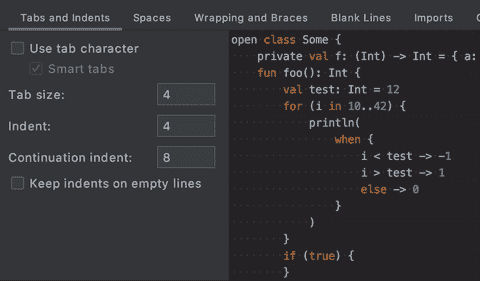 Tabs and Indents Spaces Wrapping and Braces Blank Lines Imports
Use tab character
Smart tabs
Tab size: 4
Indent: 4
Continuation indent: 8
Keep indents on empty lines
open class Some {
private val f: (Int) -> Int = { a:
fun foo(): Int {
val test: Int = 12
for (i in 10..42) {
println(
when {
i < test -> -1
i > test -> 1
else -> 0
}
)
}
if (true) {
}